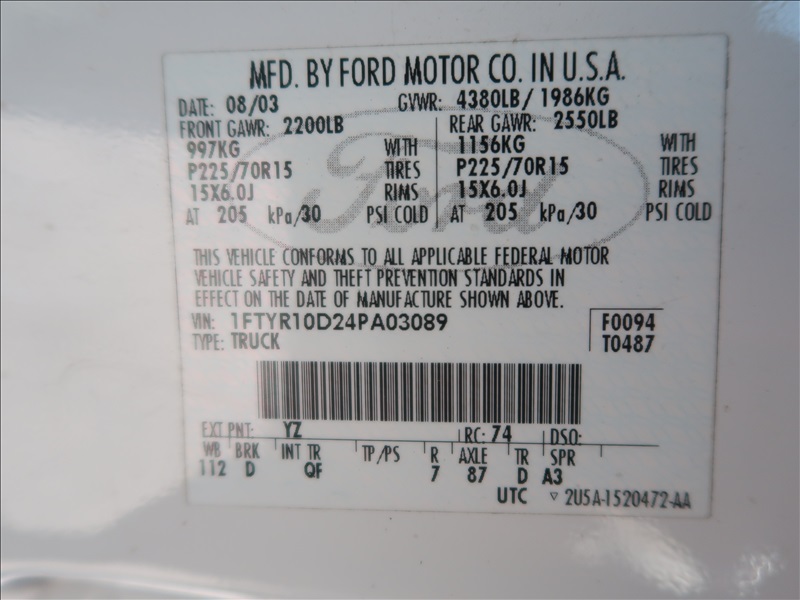 MFD. BY FORD MOTOR CO. IN U.S.A.
DATE: 08/03 GVWR: 4380LB/ 1986KG
FRONT GAWR: 2200LB REAR GAWR: 2550LB
997KG WITH 1156KG WITH
P225/70R15 TIRES P225/70R15 TIRES
15X6.0J RIMS 15X6.0J RIMS
AT 205 kPa/30 PSI COLD AT 205 kPa/30 PSI COLD
Ford
THIS VEHICLE CONFORMS TO ALL APPLICABLE FEDERAL MOTOR
VEHICLE SAFETY AND THEFT PREVENTION STANDARDS IN
EFFECT ON THE DATE OF MANUFACTURE SHOWN ABOVE.
VIN: 1FTYR10D24PA03089 F0094
TYPE: TRUCK T0487
EXT PNT: YZ RC: 74 DSO:
WB BRK INT TR TP/PS R AXLE TR SPR
112 D QF 7 87 D A3
UTC ▽ 2U5A-1520472-AA